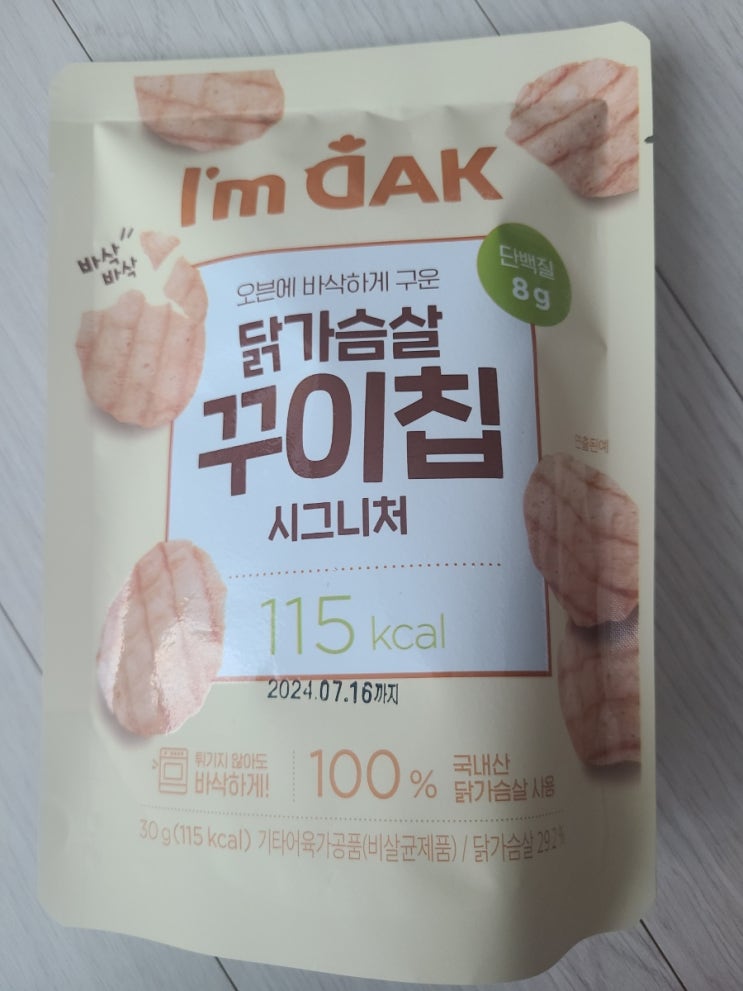 I'm DAK
바삭
바삭
단백질
8g
오븐에 바삭하게 구운
닭가슴살
꾸이칩
시그니처
연출된예
115 kcal
2024.07.16까지
튀기지 않아도
바삭하게!
100%
국내산
닭가슴살 사용
30g(115 kcal) 기타어육가공품(비살균제품) / 닭가슴살 29.2%